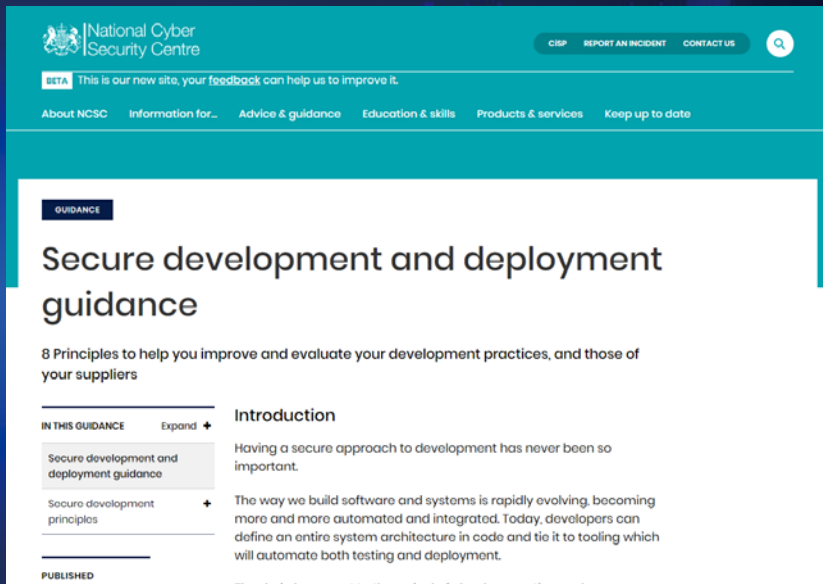 National Cyber
Security Centre
CISP REPORT AN INCIDENT CONTACT US
BETA This is our new site, your feedback can help us to improve it.
About NCSC Information for... Advice & guidance Education & skills Products & services Keep up to date
GUIDANCE
Secure development and deployment
guidance
8 Principles to help you improve and evaluate your development practices, and those of
your suppliers
IN THIS GUIDANCE Expand +
Secure development and
deployment guidance
Secure development +
principles
PUBLISHED
Introduction
Having a secure approach to development has never been so
important.
The way we build software and systems is rapidly evolving, becoming
more and more automated and integrated. Today, developers can
define an entire system architecture in code and tie it to tooling which
will automate both testing and deployment.